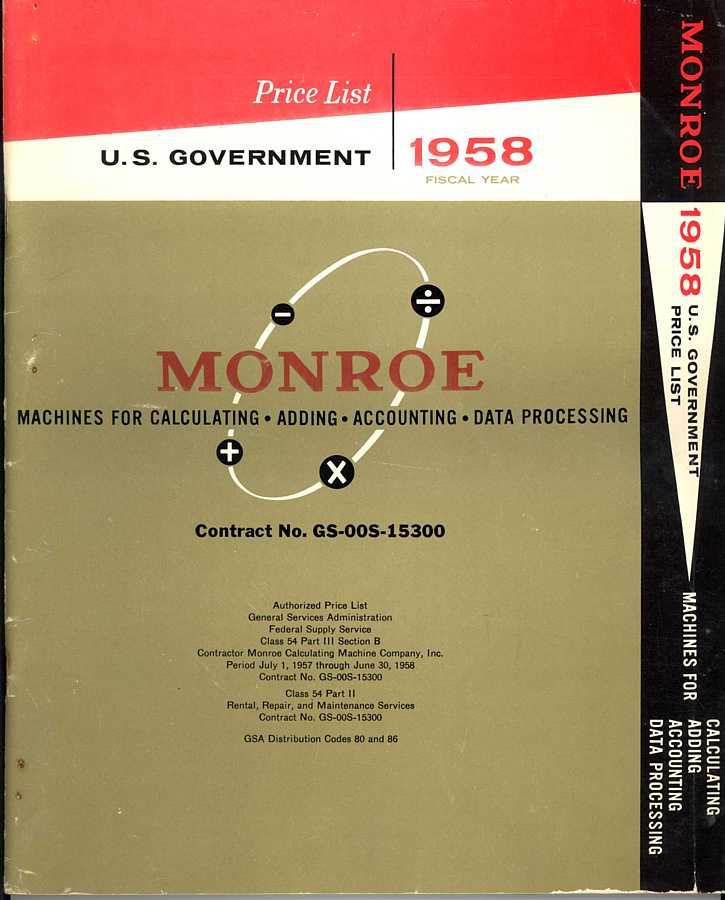 Price List
U.S. GOVERNMENT
1958
FISCAL YEAR
−
÷
MONROE
MACHINES FOR CALCULATING • ADDING • ACCOUNTING • DATA PROCESSING
+
X
Contract No. GS-00S-15300
Authorized Price List
General Services Administration
Federal Supply Service
Class 54 Part III Section B
Contractor Monroe Calculating Machine Company, Inc.
Period July 1, 1957 through June 30, 1958
Contract No. GS-00S-15300
Class 54 Part II
Rental, Repair, and Maintenance Services
Contract No. GS-00S-15300
GSA Distribution Codes 80 and 86
MONROE
1958
U.S. GOVERNMENT
PRICE LIST
MACHINES FOR
CALCULATING
ADDING
ACCOUNTING
DATA PROCESSING